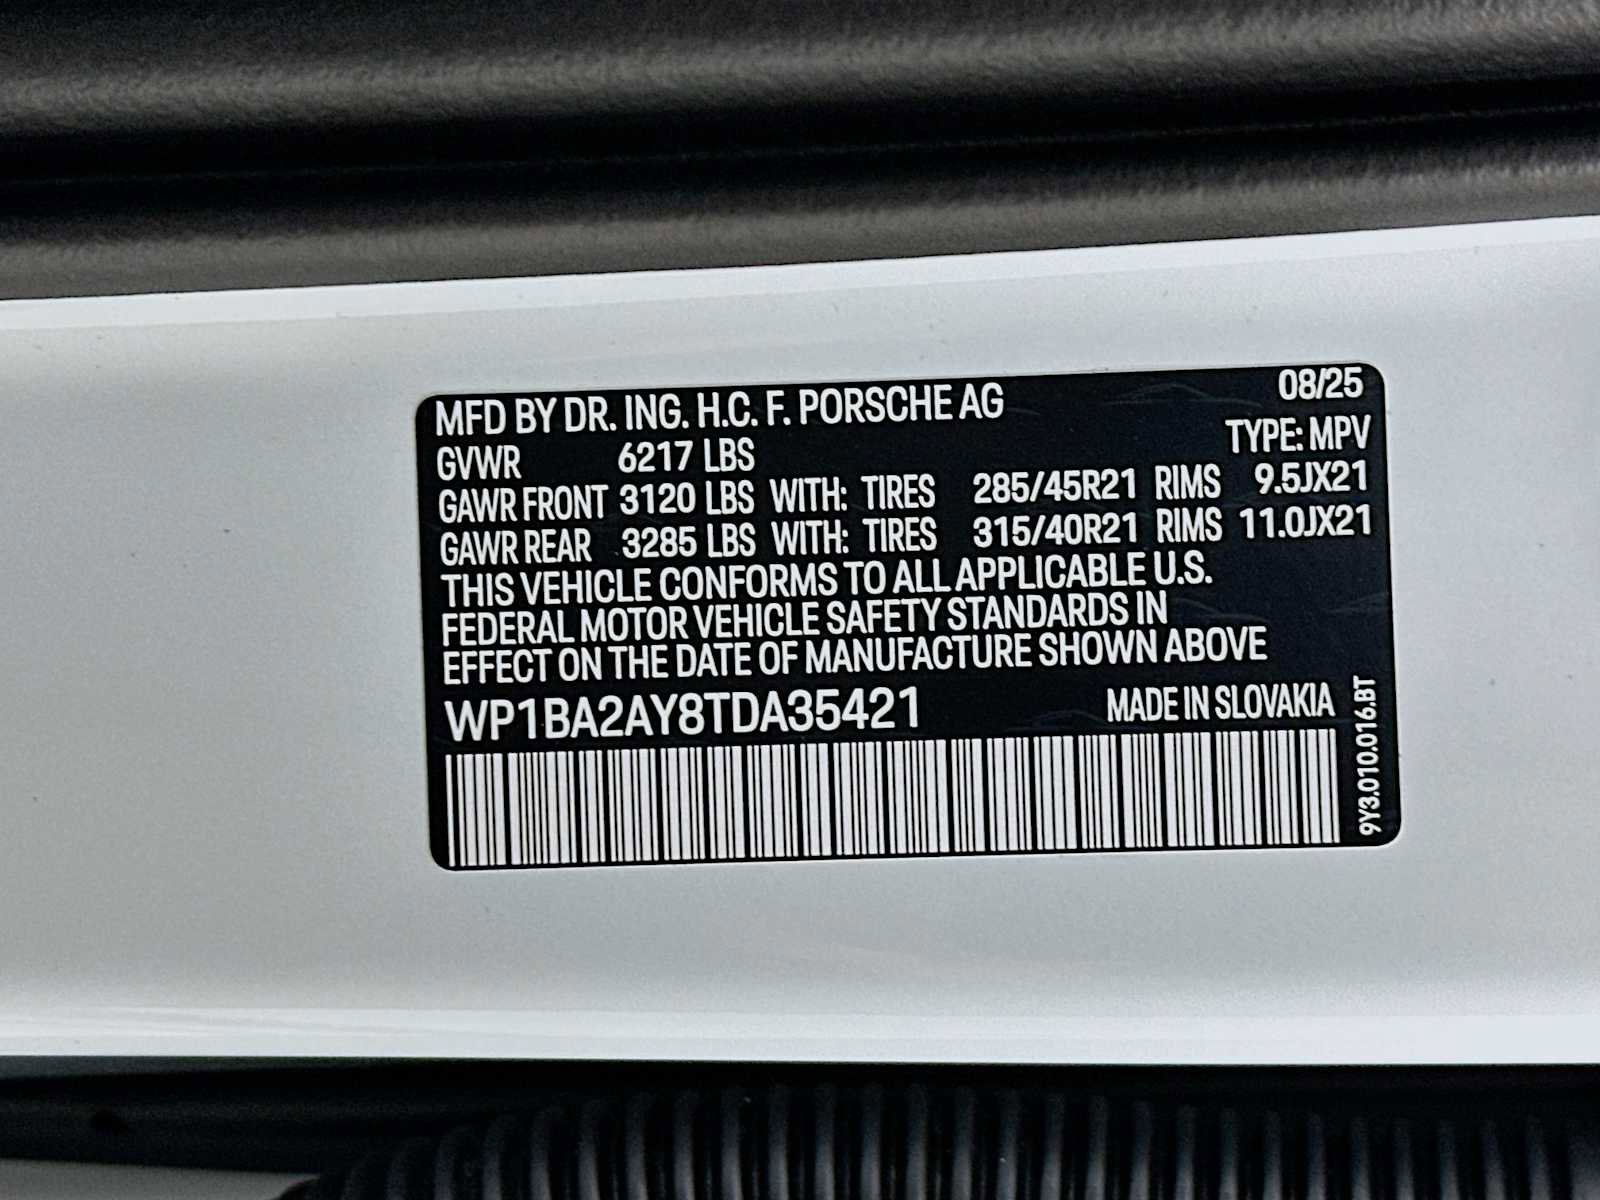 MFD BY DR. ING. H.C. F. PORSCHE AG 08/25
GVWR 6217 LBS TYPE: MPV
GAWR FRONT 3120 LBS WITH: TIRES 285/45R21 RIMS 9.5JX21
GAWR REAR 3285 LBS WITH: TIRES 315/40R21 RIMS 11.0JX21
THIS VEHICLE CONFORMS TO ALL APPLICABLE U.S.
FEDERAL MOTOR VEHICLE SAFETY STANDARDS IN
EFFECT ON THE DATE OF MANUFACTURE SHOWN ABOVE
WP1BA2AY8TDA35421 MADE IN SLOVAKIA
9Y3.010.016.BT